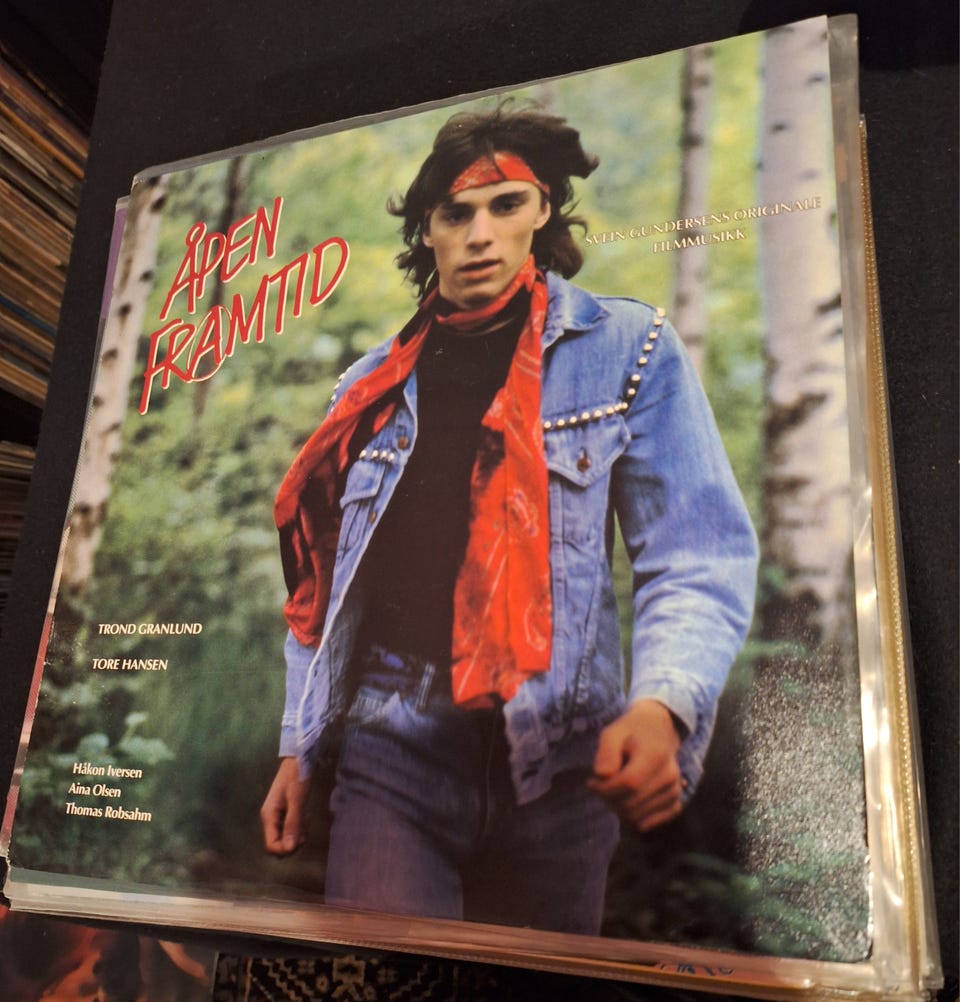 ÅPEN
FRAMTID
SVEIN GUNDERSENS ORIGINALE
FILMMUSIKK
TROND GRANLUND
TORE HANSEN
Håkon Iversen
Aina Olsen
Thomas Robsahm